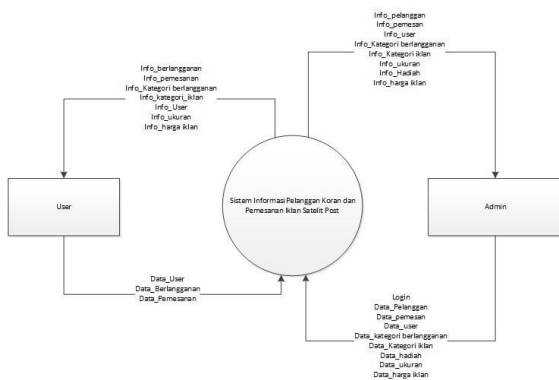 Info_pelanggan
Info_pemesan
Info_user
Info_Kategori berlangganan
Info_Kategori iklan
Info_ukuran
Info_Hadiah
Info_harga iklan
Info_berlangganan
Info_pemesanan
Info_Kategori berlangganan
Info_kategori_iklan
Info_User
Info_ukuran
Info_harga iklan
User
Sistem Informasi Pelanggan Koran dan
Pemesanan Iklan Satelit Post
Admin
Data_User
Data_Berlangganan
Data_Pemesanan
Login
Data_Pelanggan
Data_pemesan
Data_user
Data_kategori berlangganan
Data_Kategori iklan
Data_hadiah
Data_ukuran
Data_harga iklan